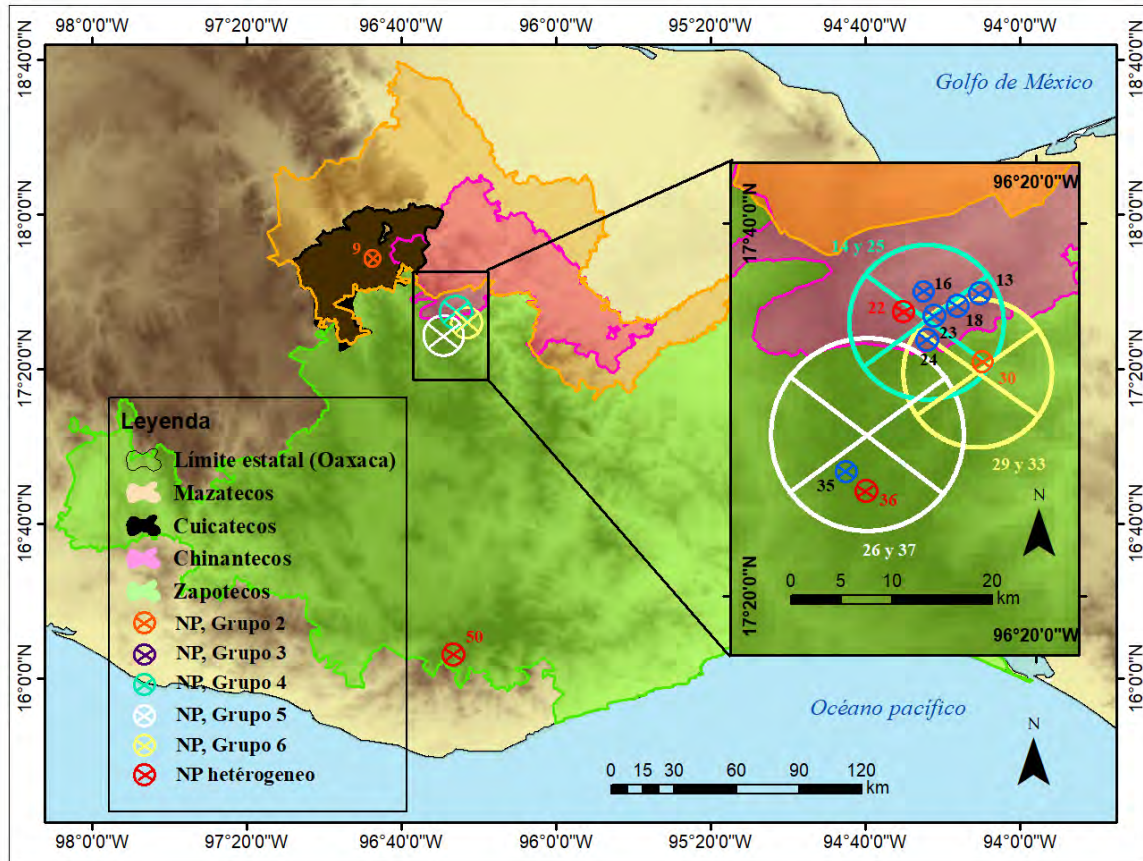 98°0'0"W 97°20'0"W 96°40'0"W 96°0'0"W 95°20'0"W 94°40'0"W 94°0'0"W
18°40'0"N
18°40'0"N
Golfo de México
18°0'0"N
18°0'0"N
9
96°20'0"W
17°40'0"N
14 y 25
16
13
22
18
23
24
30
29 y 33
35
36
26 y 37
N
0 5 10 20
km
17°20'0"N
96°20'0"W
17°20'0"N
17°20'0"N
Leyenda
Límite estatal (Oaxaca)
Mazatecos
Cuicatecos
Chinantecos
Zapotecos
NP, Grupo 2
NP, Grupo 3
NP, Grupo 4
NP, Grupo 5
NP, Grupo 6
NP hetérogeneo
16°40'0"N
16°40'0"N
50
16°0'0"N
16°0'0"N
Océano pacífico
N
0 15 30 60 90 120
km
98°0'0"W 97°20'0"W 96°40'0"W 96°0'0"W 95°20'0"W 94°40'0"W 94°0'0"W